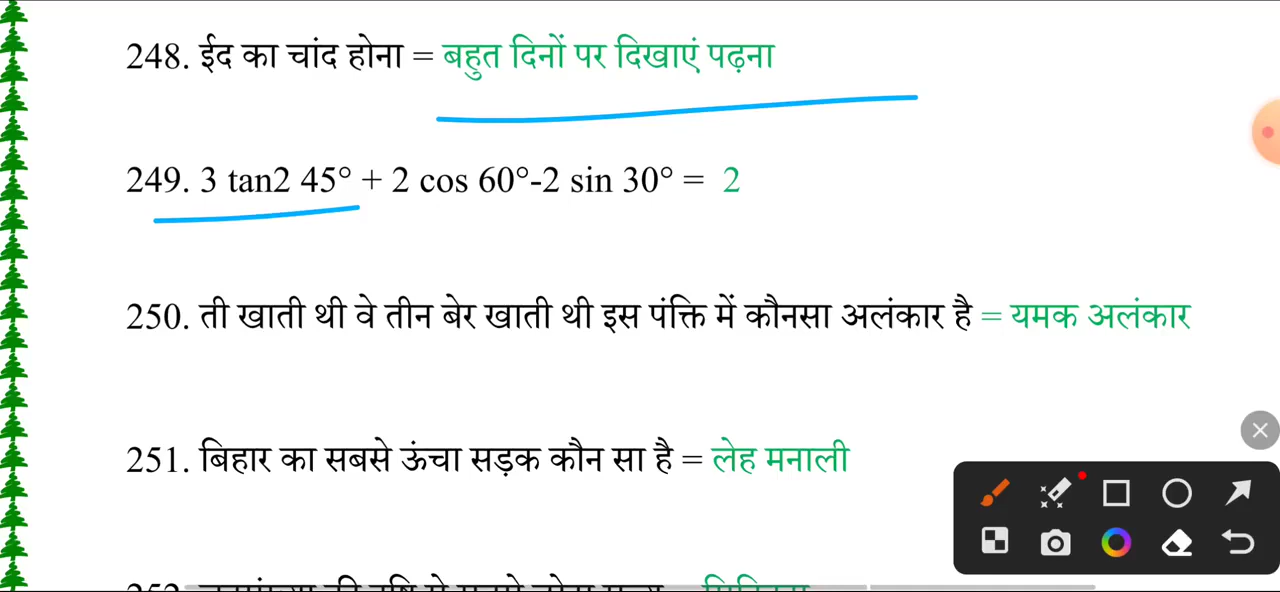 248. ईद का चांद होना = बहुत दिनों पर दिखाएं पढ़ना
249. 3 tan2 45° + 2 cos 60°-2 sin 30° = 2
250. ती खाती थी वे तीन बेर खाती थी इस पंक्ति में कौनसा अलंकार है = यमक अलंकार
251. बिहार का सबसे ऊंचा सड़क कौन सा है = लेह मनाली